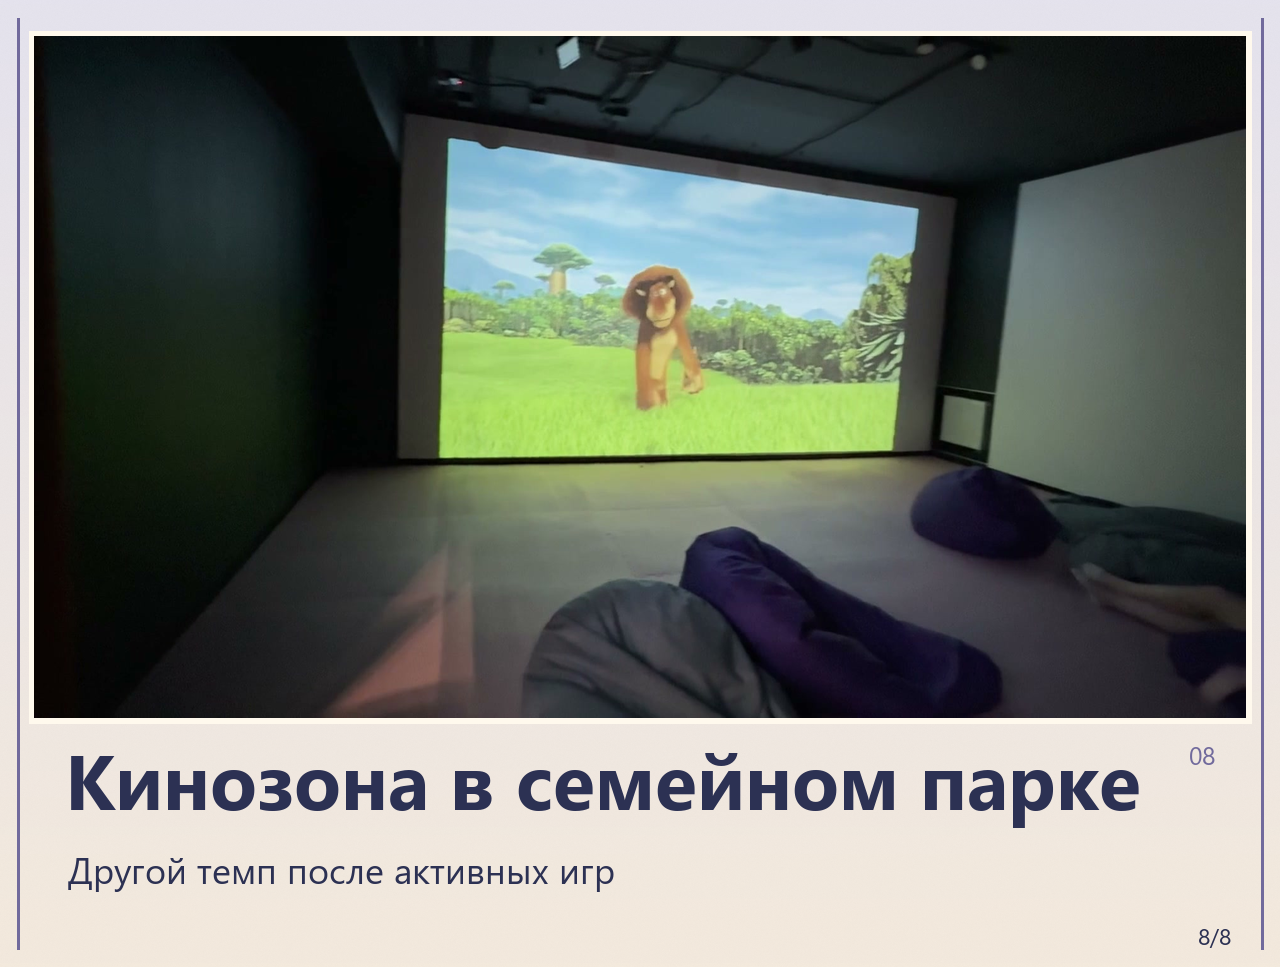 Кинозона в семейном парке
08
Другой темп после активных игр
8/8